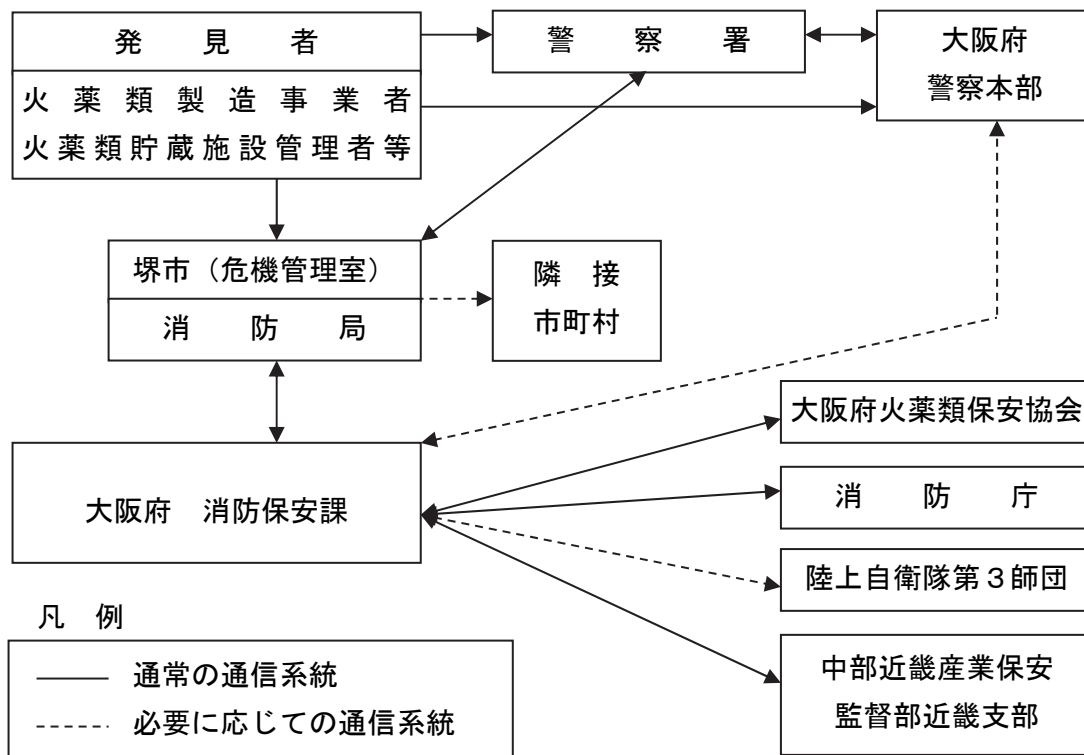 発見者
火薬類製造事業者
火薬類貯蔵施設管理者等
警察署
大阪府
警察本部
堺市（危機管理室）
消防局
隣接
市町村
大阪府　消防保安課
大阪府火薬類保安協会
消防庁
陸上自衛隊第３師団
中部近畿産業保安
監督部近畿支部
凡例
通常の通信系統
必要に応じての通信系統